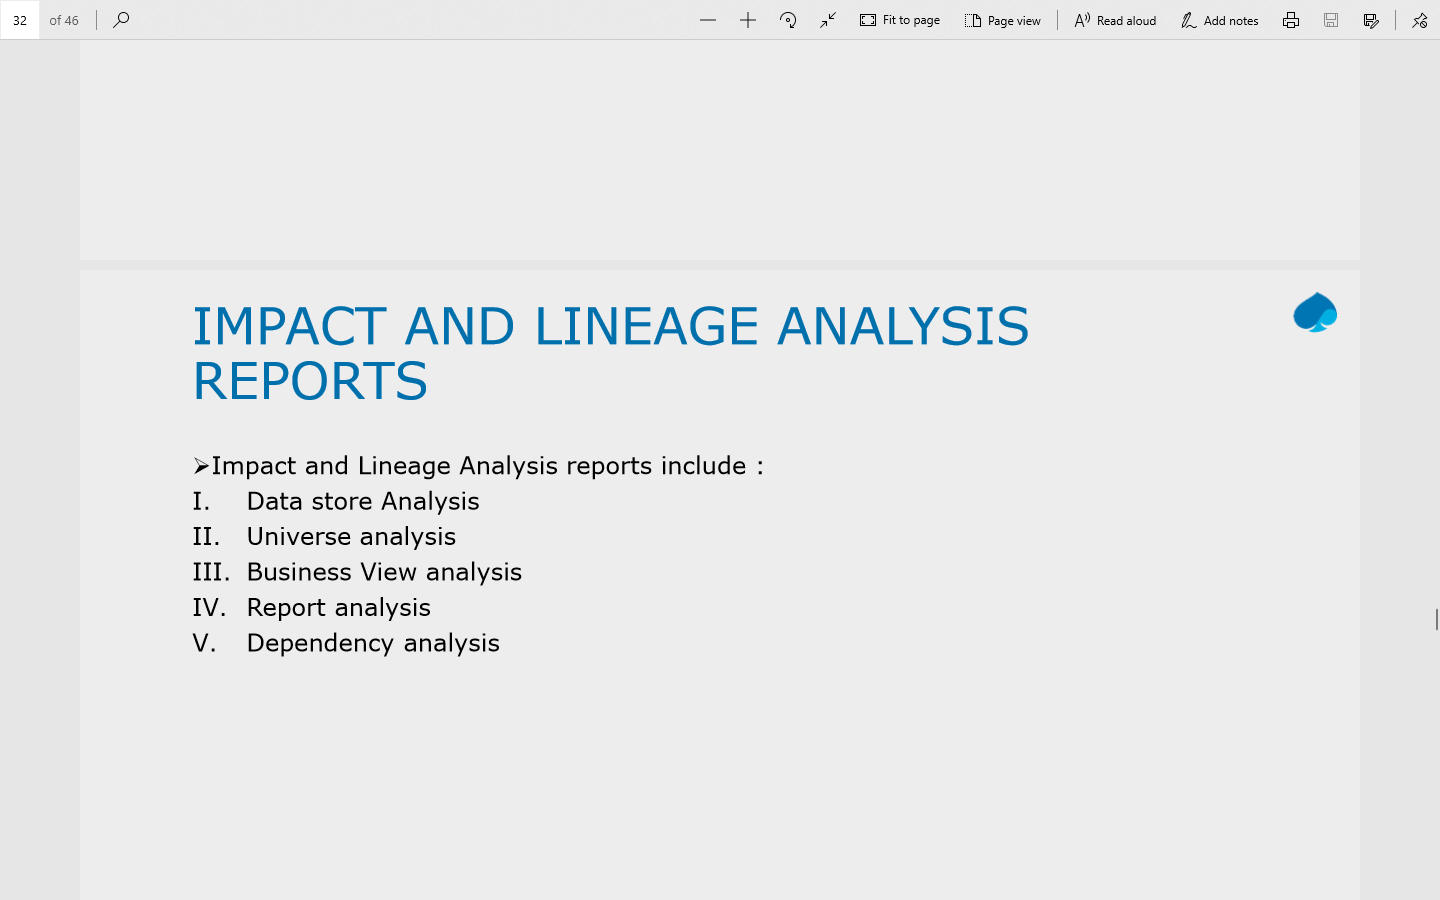 32 of 46 Fit to page Page view Read aloud Add notes
IMPACT AND LINEAGE ANALYSIS
REPORTS
➢Impact and Lineage Analysis reports include :
I. Data store Analysis
II. Universe analysis
III. Business View analysis
IV. Report analysis
V. Dependency analysis